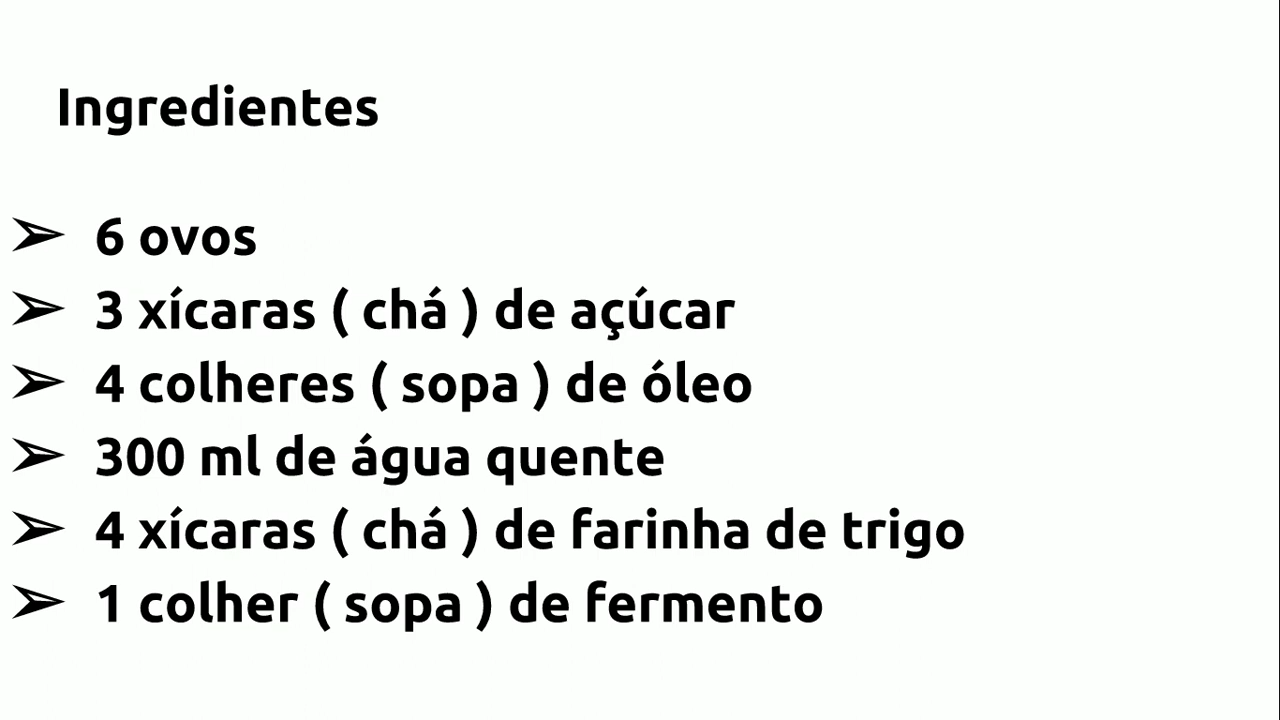 Ingredientes
➢ 6 ovos
➢ 3 xícaras ( chá ) de açúcar
➢ 4 colheres ( sopa ) de óleo
➢ 300 ml de água quente
➢ 4 xícaras ( chá ) de farinha de trigo
➢ 1 colher ( sopa ) de fermento